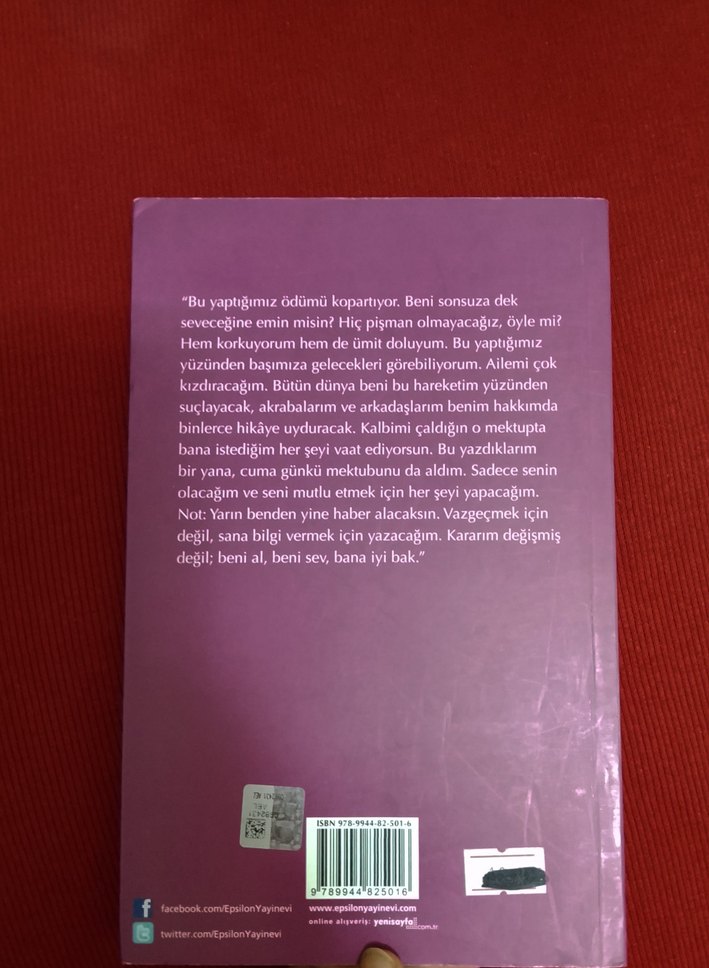 “Bu yaptığımız ödümü kopartıyor. Beni sonsuza dek
seveceğine emin misin? Hiç pişman olmayacağız, öyle mi?
Hem korkuyorum hem de ümit doluyum. Bu yaptığımız
yüzünden başımıza gelecekleri görebiliyorum. Ailemi çok
kızdıracağım. Bütün dünya beni bu hareketim yüzünden
suçlayacak, akrabalarım ve arkadaşlarım benim hakkımda
binlerce hikâye uyduracak. Kalbimi çaldığın o mektupta
bana istediğim her şeyi vaat ediyorsun. Bu yazdıklarım
bir yana, cuma günkü mektubunu da aldım. Sadece senin
olacağım ve seni mutlu etmek için her şeyi yapacağım.
Not: Yarın benden yine haber alacaksın. Vazgeçmek için
değil, sana bilgi vermek için yazacağım. Kararım değişmiş
değil; beni al, beni sev, bana iyi bak.”
ISBN 978-9944-82-501-6
9 789944 825016
facebook.com/EpsilonYayinevi
www.epsilonyayinevi.com
online alışveriş: yenisayfa.com.tr
twitter.com/EpsilonYayinevi